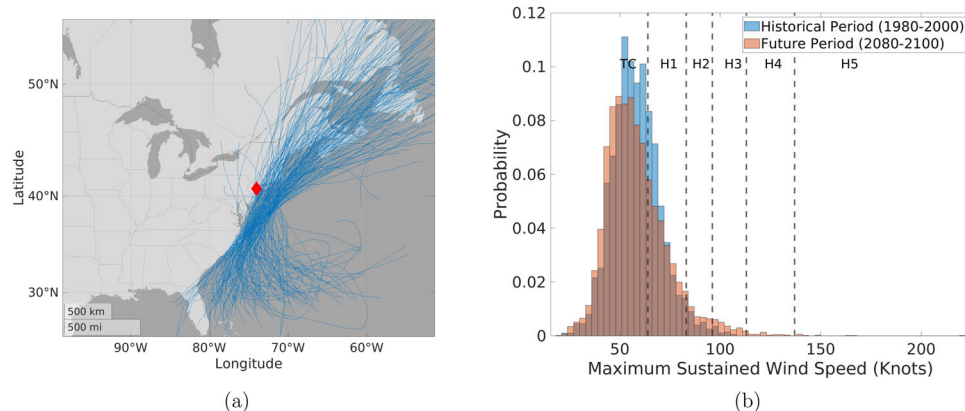 50°N
40°N
30°N
Latitude
500 km
500 mi
90°W
80°W
70°W
60°W
Longitude
(a)
0.12
0.1
0.08
0.06
0.04
0.02
0
Probability
Historical Period (1980-2000)
Future Period (2080-2100)
TC H1 H2 H3 H4 H5
50
100
150
200
Maximum Sustained Wind Speed (Knots)
(b)